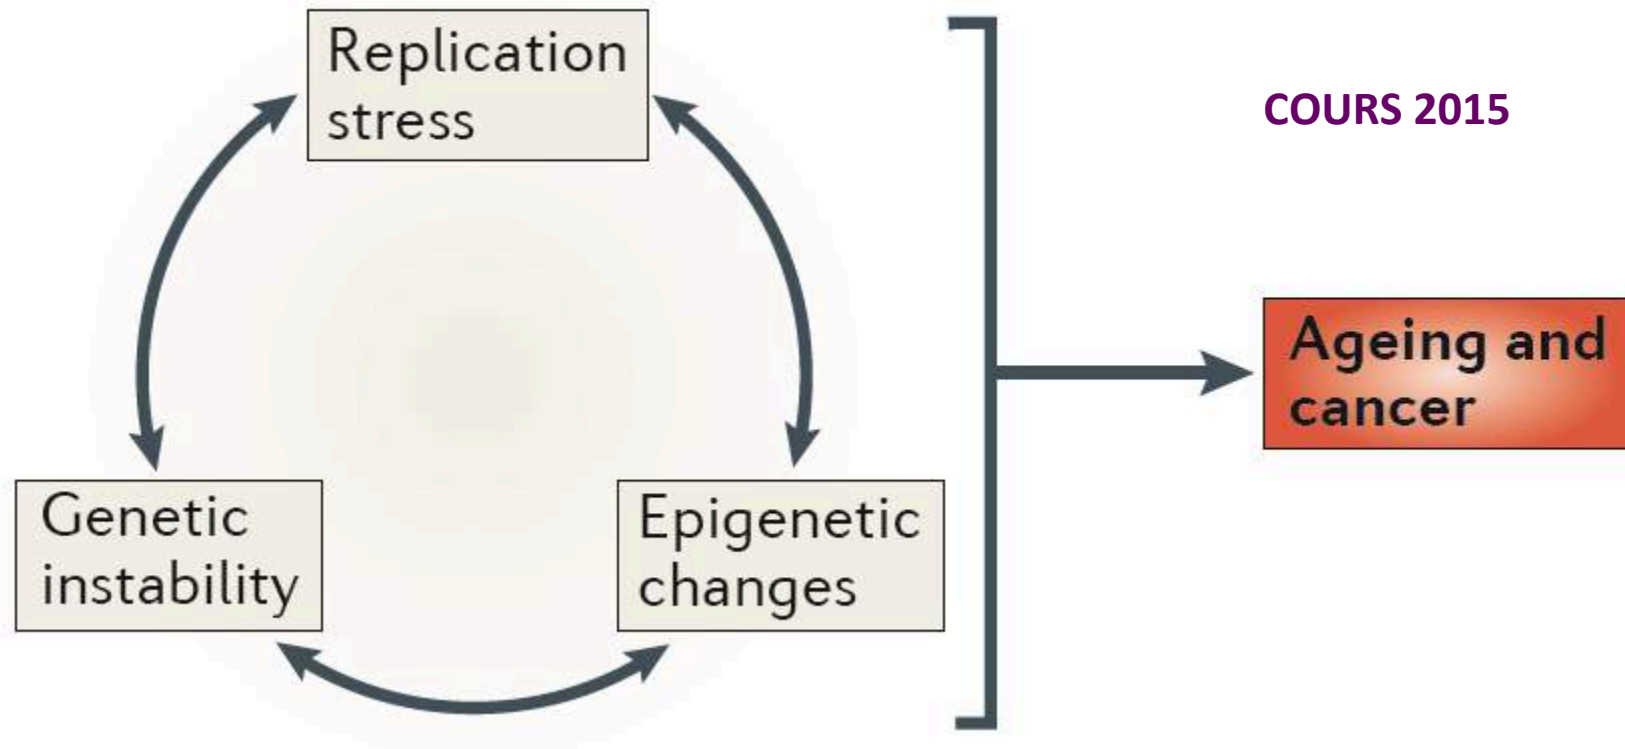 Replication
stress
COURS 2015
Ageing and
cancer
Genetic
instability
Epigenetic
changes